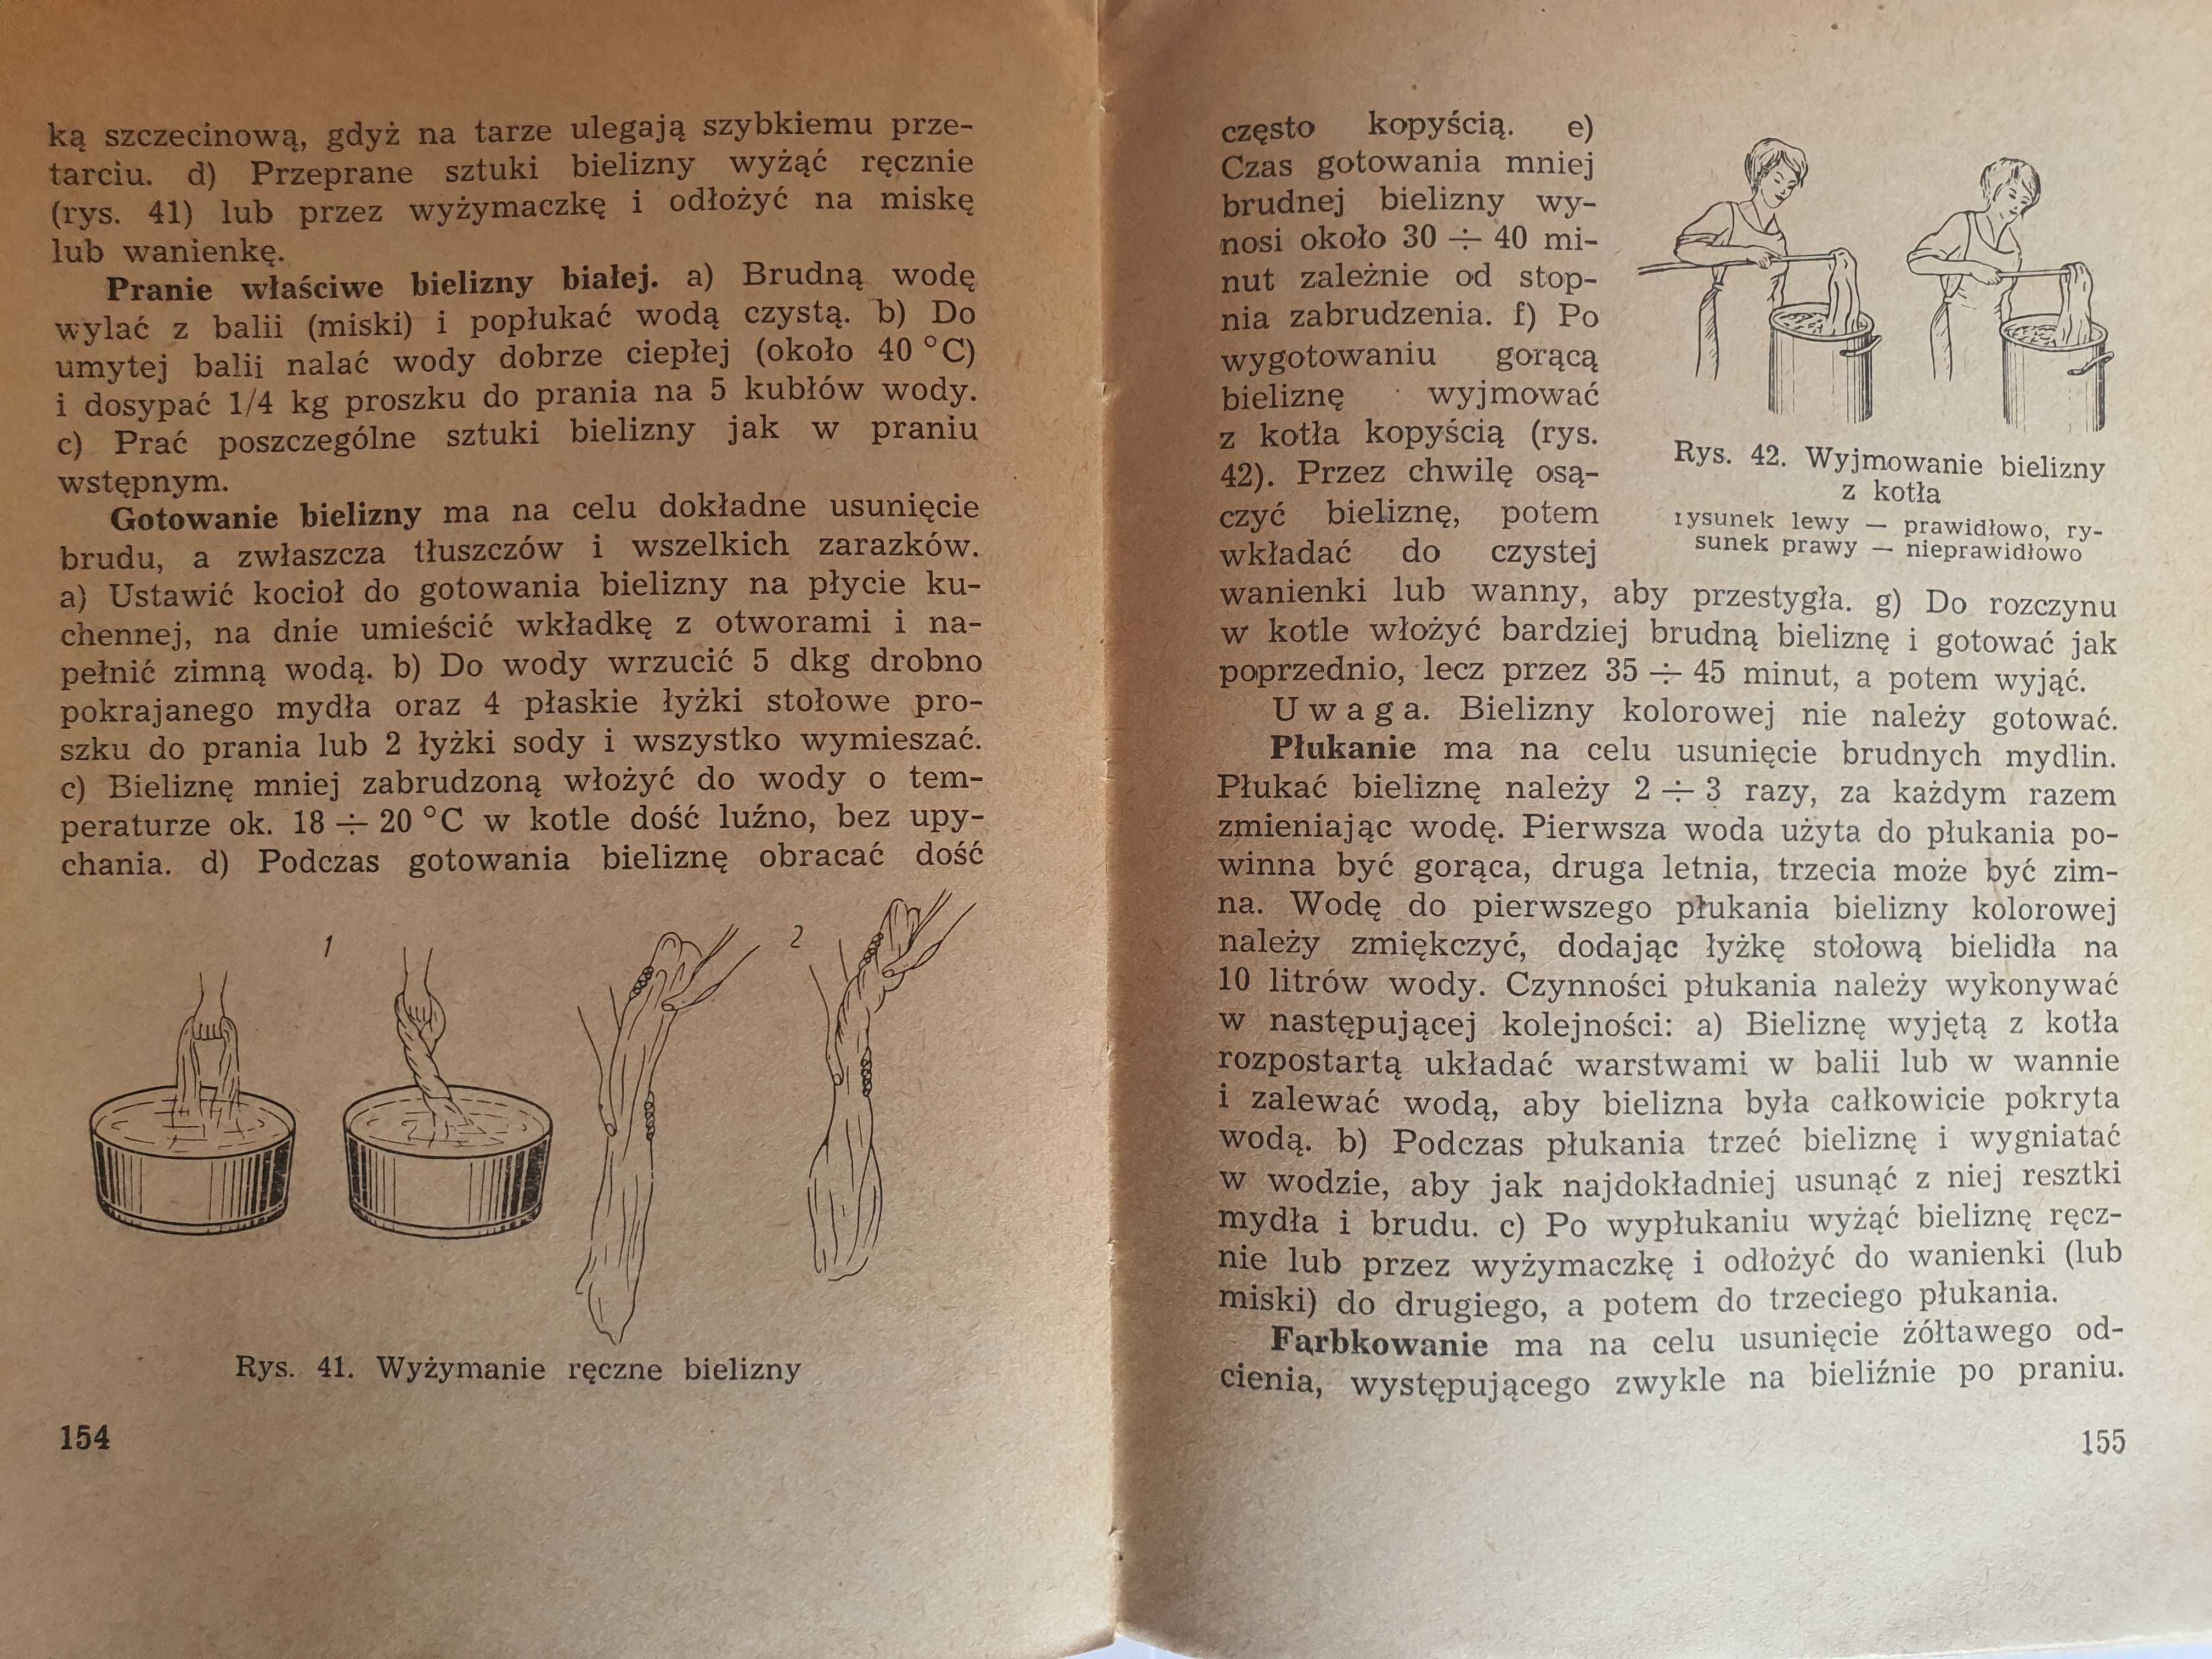 ką szczecinową, gdyż na tarze ulegają szybkiemu prze-
tarciu. d) Przeprane sztuki bielizny wyżąć ręcznie
(rys. 41) lub przez wyżymaczkę i odłożyć na miskę
lub wanienkę.
Pranie właściwe bielizny białej. a) Brudną wodę
wylać z balii (miski) i popłukać wodą czystą. b) Do
umytej balii nalać wody dobrze ciepłej (około 40 °C)
i dosypać 1/4 kg proszku do prania na 5 kubłów wody.
c) Prać poszczególne sztuki bielizny jak w praniu
wstępnym.
Gotowanie bielizny ma na celu dokładne usunięcie
brudu, a zwłaszcza tłuszczów i wszelkich zarazków.
a) Ustawić kocioł do gotowania bielizny na płycie ku-
chennej, na dnie umieścić wkładkę z otworami i na-
pełnić zimną wodą. b) Do wody wrzucić 5 dkg drobno
pokrajanego mydła oraz 4 płaskie łyżki stołowe pro-
szku do prania lub 2 łyżki sody i wszystko wymieszać.
c) Bieliznę mniej zabrudzoną włożyć do wody o tem-
peraturze ok. 18 ÷ 20 °C w kotle dość luźno, bez upy-
chania. d) Podczas gotowania bieliznę obracać dość
1
2
Rys. 41. Wyżymanie ręczne bielizny
154
często kopyścią. e)
Czas gotowania mniej
brudnej bielizny wy-
nosi około 30 ÷ 40 mi-
nut zależnie od stop-
nia zabrudzenia. f) Po
wygotowaniu gorącą
bieliznę wyjmować
z kotła kopyścią (rys.
42). Przez chwilę osą-
czyć bieliznę, potem
wkładać do czystej
Rys. 42. Wyjmowanie bielizny
z kotła
rysunek lewy — prawidłowo, ry-
sunek prawy — nieprawidłowo
wanienki lub wanny, aby przestygła. g) Do rozczynu
w kotle włożyć bardziej brudną bieliznę i gotować jak
poprzednio, lecz przez 35 ÷ 45 minut, a potem wyjąć.
Uwaga. Bielizny kolorowej nie należy gotować.
Płukanie ma na celu usunięcie brudnych mydlin.
Płukać bieliznę należy 2 ÷ 3 razy, za każdym razem
zmieniając wodę. Pierwsza woda użyta do płukania po-
winna być gorąca, druga letnia, trzecia może być zim-
na. Wodę do pierwszego płukania bielizny kolorowej
należy zmiękczyć, dodając łyżkę stołową bielidła na
10 litrów wody. Czynności płukania należy wykonywać
w następującej kolejności: a) Bieliznę wyjętą z kotła
rozpostartą układać warstwami w balii lub w wannie
i zalewać wodą, aby bielizna była całkowicie pokryta
wodą. b) Podczas płukania trzeć bieliznę i wygniatać
w wodzie, aby jak najdokładniej usunąć z niej resztki
mydła i brudu. c) Po wypłukaniu wyżąć bieliznę ręcz-
nie lub przez wyżymaczkę i odłożyć do wanienki (lub
miski) do drugiego, a potem do trzeciego płukania.
Farbkowanie ma na celu usunięcie żółtawego od-
cienia, występującego zwykle na bieliźnie po praniu.
155